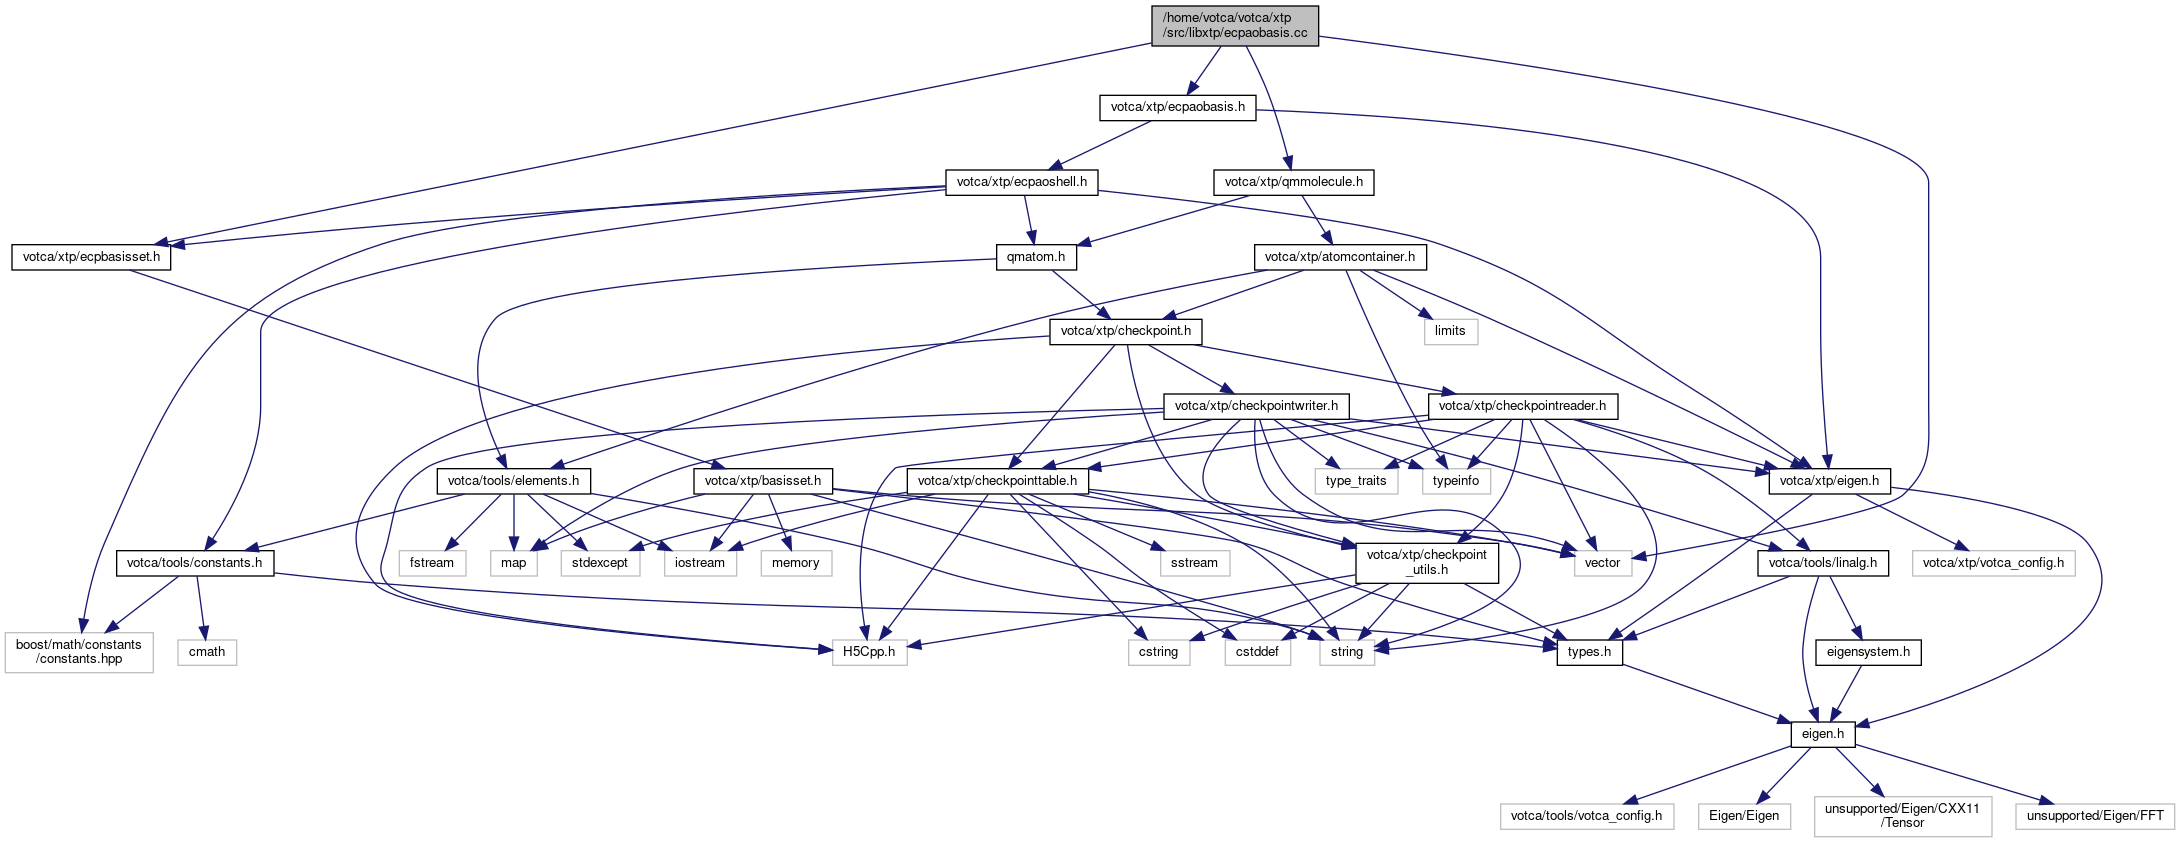 /home/votca/votca/xtp
/src/libxtp/ecpaobasis.cc
votca/xtp/ecpaobasis.h
votca/xtp/ecpaoshell.h
votca/xtp/qmmolecule.h
votca/xtp/ecpbasisset.h
qmatom.h
votca/xtp/atomcontainer.h
votca/xtp/checkpoint.h
limits
votca/xtp/checkpointwriter.h
votca/xtp/checkpointreader.h
votca/tools/elements.h
votca/xtp/basisset.h
votca/xtp/checkpointtable.h
type_traits
typeinfo
votca/xtp/eigen.h
votca/tools/constants.h
fstream
map
stdexcept
iostream
memory
sstream
votca/xtp/checkpoint
_utils.h
vector
votca/tools/linalg.h
votca/xtp/votca_config.h
boost/math/constants
/constants.hpp
cmath
H5Cpp.h
cstring
cstddef
string
types.h
eigensystem.h
eigen.h
votca/tools/votca_config.h
Eigen/Eigen
unsupported/Eigen/CXX11
/Tensor
unsupported/Eigen/FFT